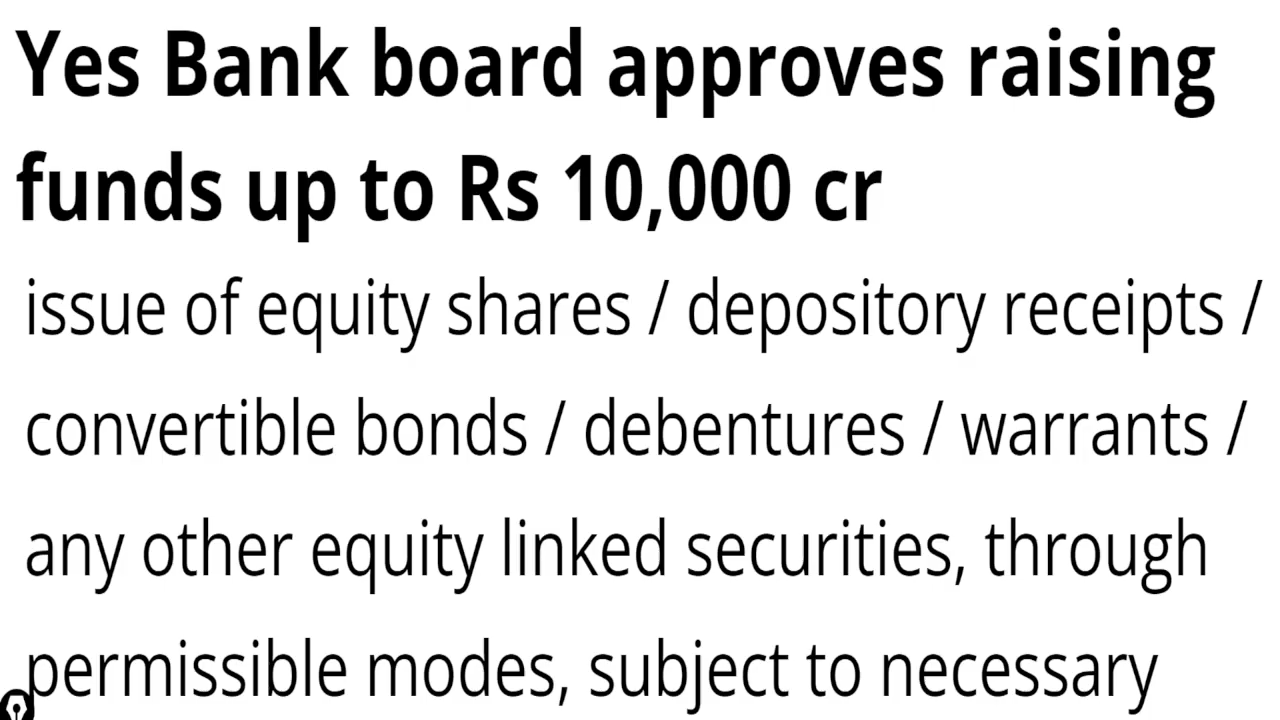 Yes Bank board approves raising
funds up to Rs 10,000 cr
issue of equity shares / depository receipts /
convertible bonds / debentures / warrants /
any other equity linked securities, through
permissible modes, subject to necessary